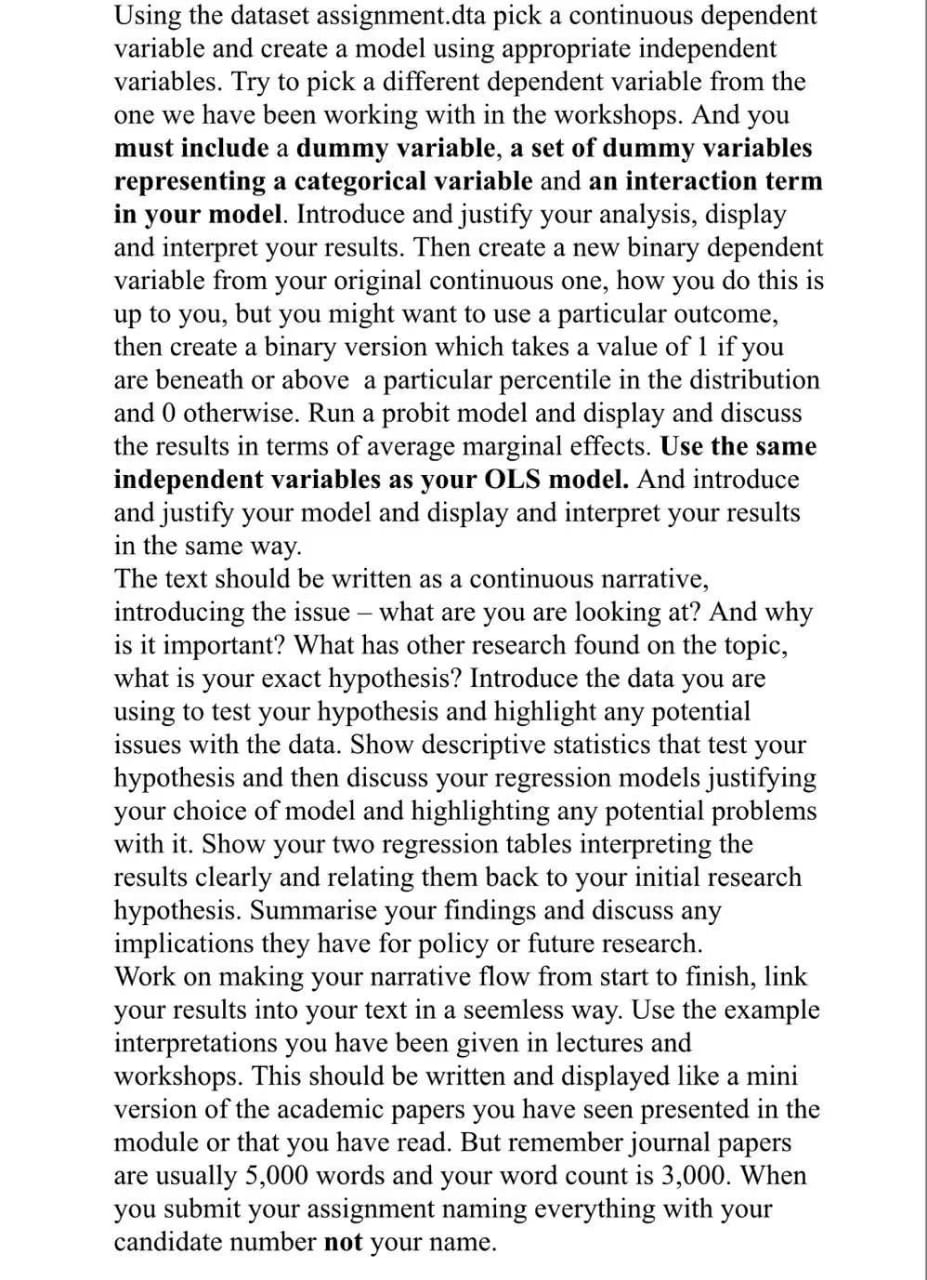 Using the dataset assignment.dta pick a continuous dependent
variable and create a model using appropriate independent
variables. Try to pick a different dependent variable from the
one we have been working with in the workshops. And you
must include a dummy variable, a set of dummy variables
representing a categorical variable and an interaction term
in your model. Introduce and justify your analysis, display
and interpret your results. Then create a new binary dependent
variable from your original continuous one, how you do this is
up to you, but you might want to use a particular outcome,
then create a binary version which takes a value of 1 if you
are beneath or above  a particular percentile in the distribution
and 0 otherwise. Run a probit model and display and discuss
the results in terms of average marginal effects. Use the same
independent variables as your OLS model. And introduce
and justify your model and display and interpret your results
in the same way.
The text should be written as a continuous narrative,
introducing the issue – what are you are looking at? And why
is it important? What has other research found on the topic,
what is your exact hypothesis? Introduce the data you are
using to test your hypothesis and highlight any potential
issues with the data. Show descriptive statistics that test your
hypothesis and then discuss your regression models justifying
your choice of model and highlighting any potential problems
with it. Show your two regression tables interpreting the
results clearly and relating them back to your initial research
hypothesis. Summarise your findings and discuss any
implications they have for policy or future research.
Work on making your narrative flow from start to finish, link
your results into your text in a seemless way. Use the example
interpretations you have been given in lectures and
workshops. This should be written and displayed like a mini
version of the academic papers you have seen presented in the
module or that you have read. But remember journal papers
are usually 5,000 words and your word count is 3,000. When
you submit your assignment naming everything with your
candidate number not your name.